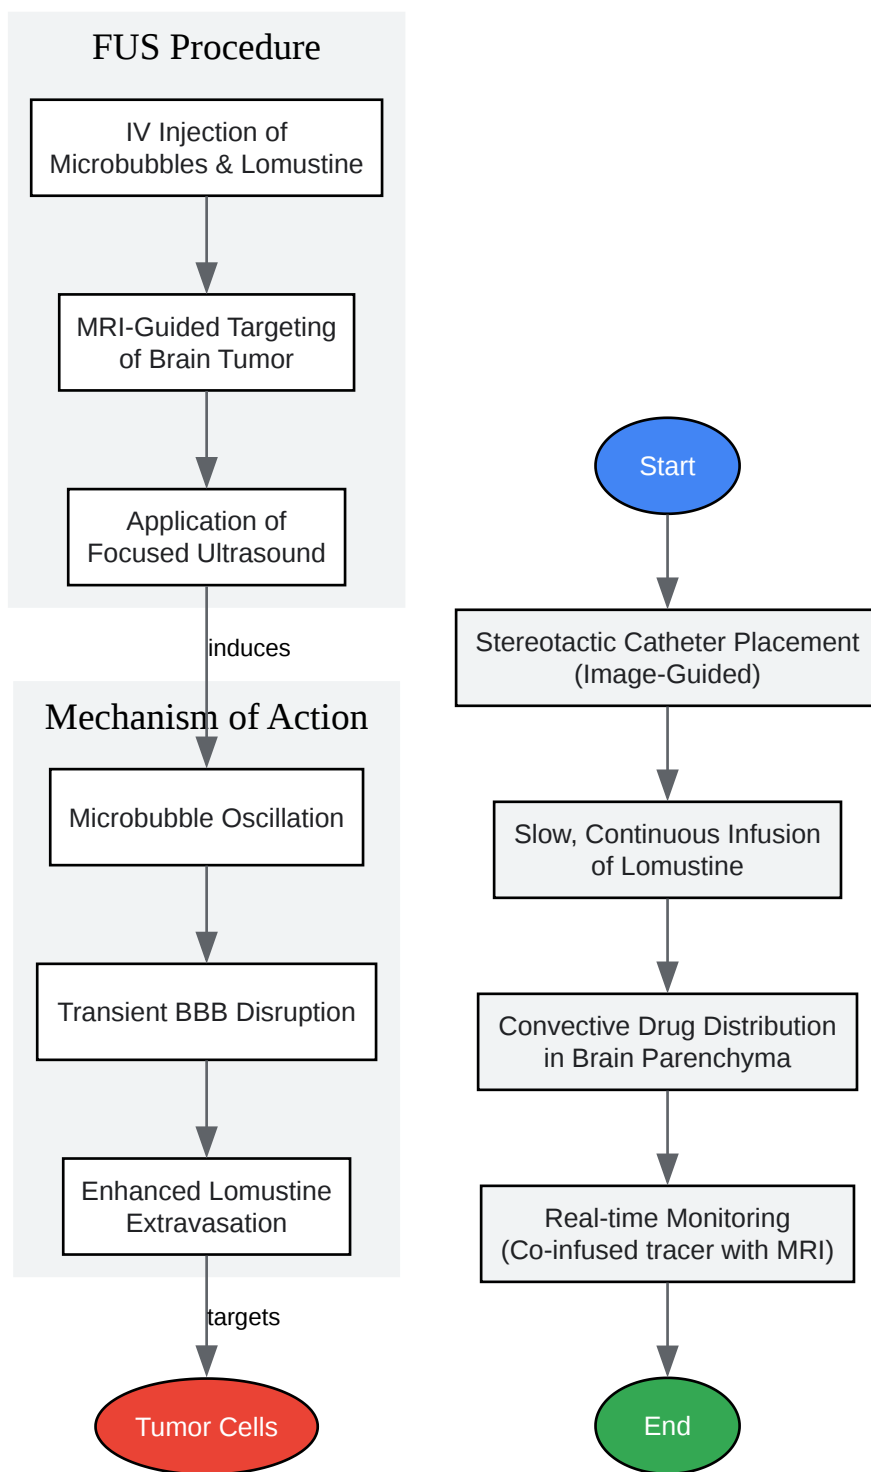 FUS Procedure
IV Injection of
Microbubbles & Lomustine
MRI-Guided Targeting
of Brain Tumor
Application of
Focused Ultrasound
induces
Mechanism of Action
Microbubble Oscillation
Transient BBB Disruption
Enhanced Lomustine
Extravasation
targets
Tumor Cells
Start
Stereotactic Catheter Placement
(Image-Guided)
Slow, Continuous Infusion
of Lomustine
Convective Drug Distribution
in Brain Parenchyma
Real-time Monitoring
(Co-infused tracer with MRI)
End